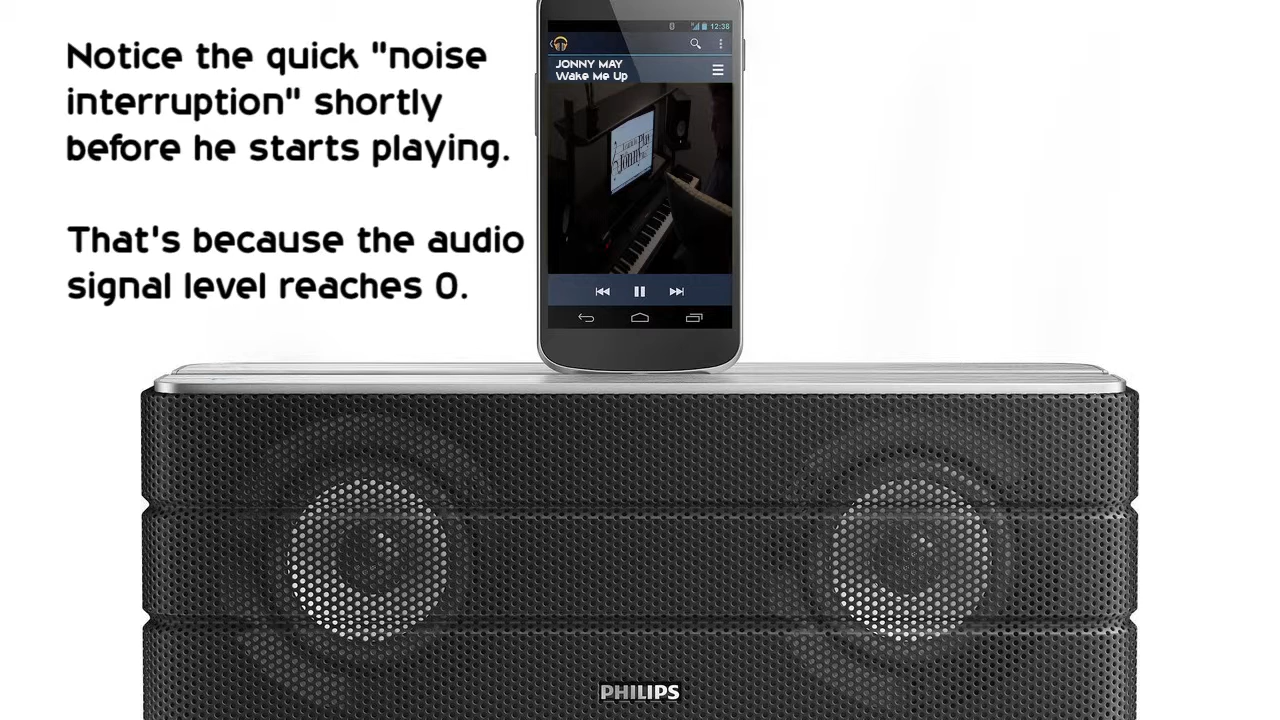 Notice the quick "noise
interruption" shortly
before he starts playing.
That's because the audio
signal level reaches 0.
12:36
JONNY MAY
Wake Me Up
PHILIPS